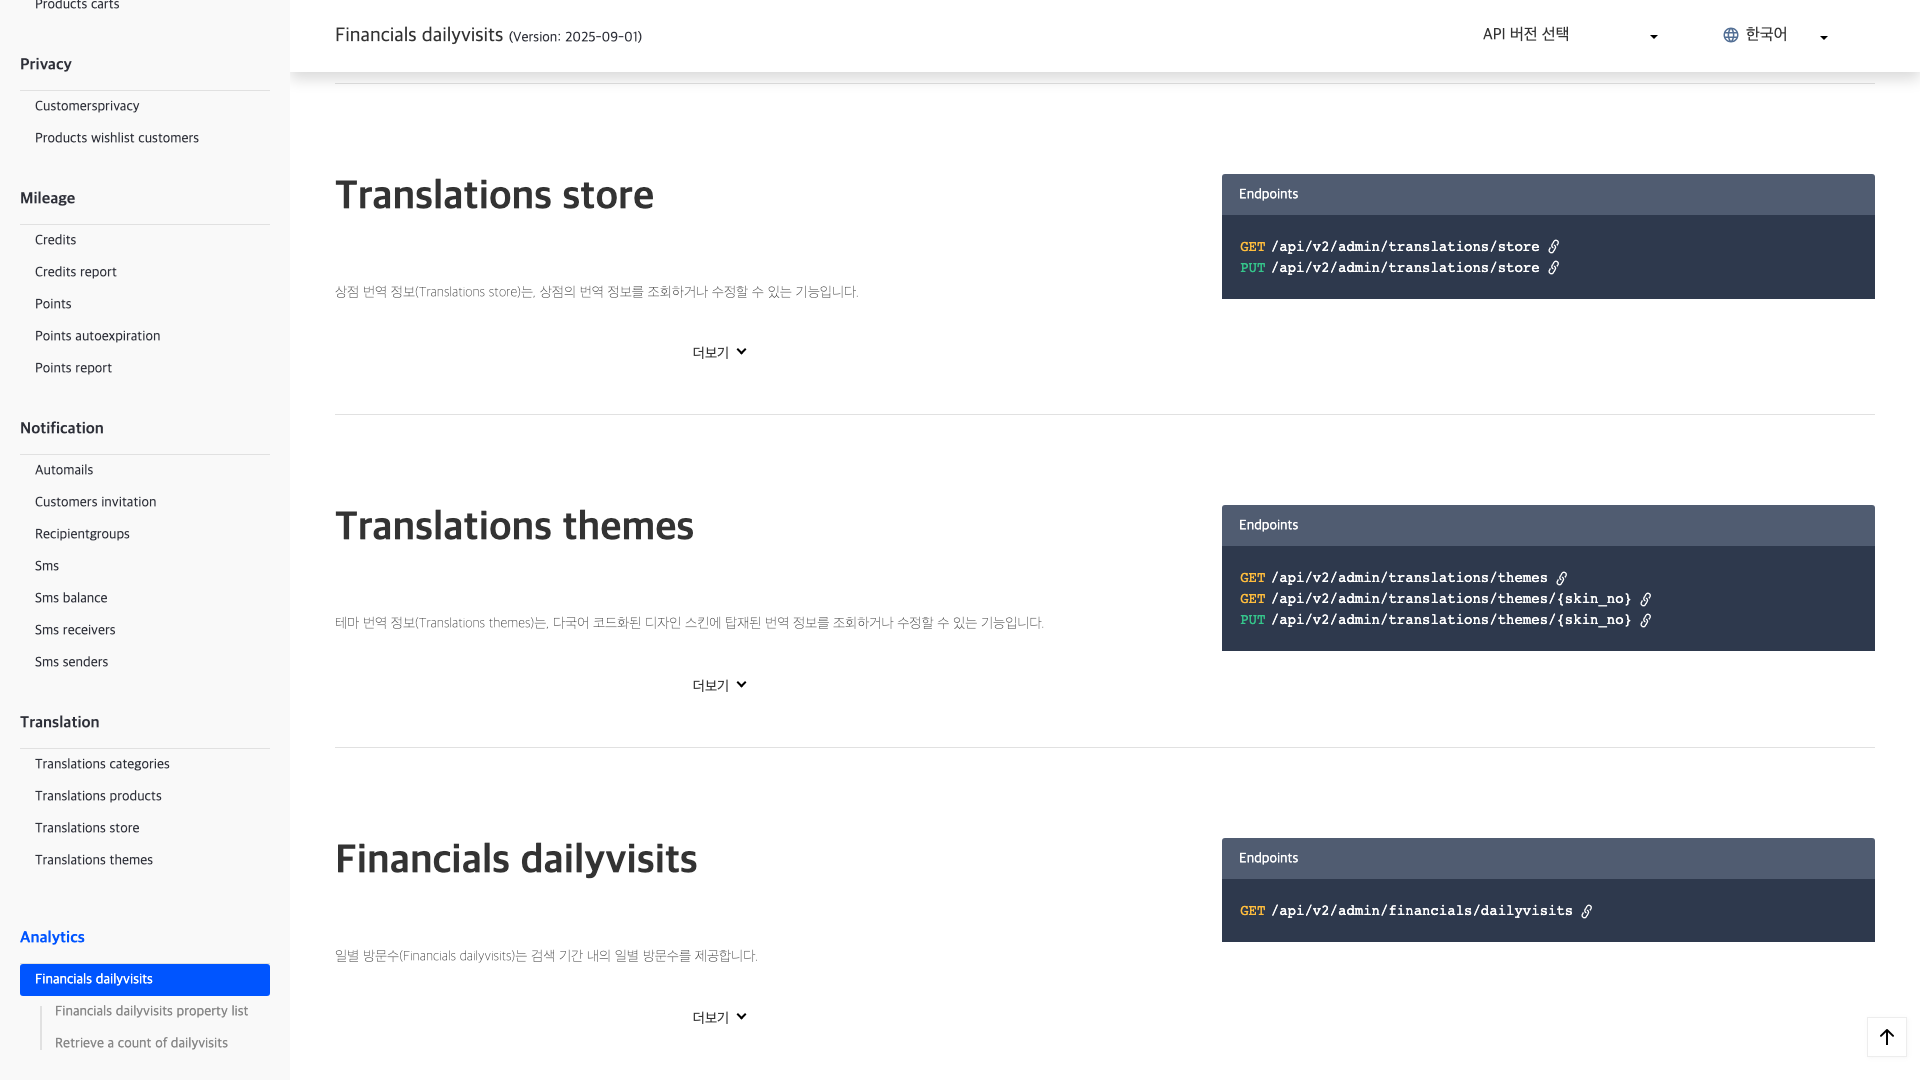 Products carts
Privacy
Customersprivacy
Products wishlist customers
Mileage
Credits
Credits report
Points
Points autoexpiration
Points report
Notification
Automails
Customers invitation
Recipientgroups
Sms
Sms balance
Sms receivers
Sms senders
Translation
Translations categories
Translations products
Translations store
Translations themes
Analytics
Financials dailyvisits
Financials dailyvisits property list
Retrieve a count of dailyvisits
Financials dailyvisits (Version: 2025-09-01)
API 버전 선택
한국어
Translations store
상점 번역 정보(Translations store)는, 상점의 번역 정보를 조회하거나 수정할 수 있는 기능입니다.
더보기
Endpoints
GET /api/v2/admin/translations/store
PUT /api/v2/admin/translations/store
Translations themes
테마 번역 정보(Translations themes)는, 다국어 코드화된 디자인 스킨에 탑재된 번역 정보를 조회하거나 수정할 수 있는 기능입니다.
더보기
Endpoints
GET /api/v2/admin/translations/themes
GET /api/v2/admin/translations/themes/{skin_no}
PUT /api/v2/admin/translations/themes/{skin_no}
Financials dailyvisits
일별 방문수(Financials dailyvisits)는 검색 기간 내의 일별 방문수를 제공합니다.
더보기
Endpoints
GET /api/v2/admin/financials/dailyvisits